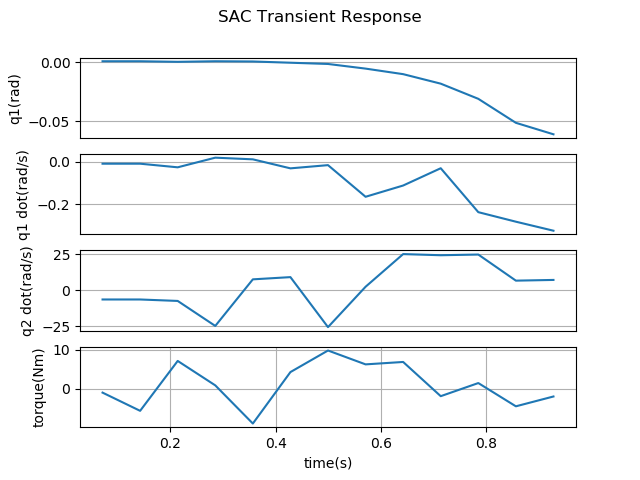 SAC Transient Response
0.00
−0.05
q1(rad)
0.0
−0.2
q1 dot(rad/s)
25
0
−25
q2 dot(rad/s)
10
0
torque(Nm)
0.2 0.4 0.6 0.8
time(s)